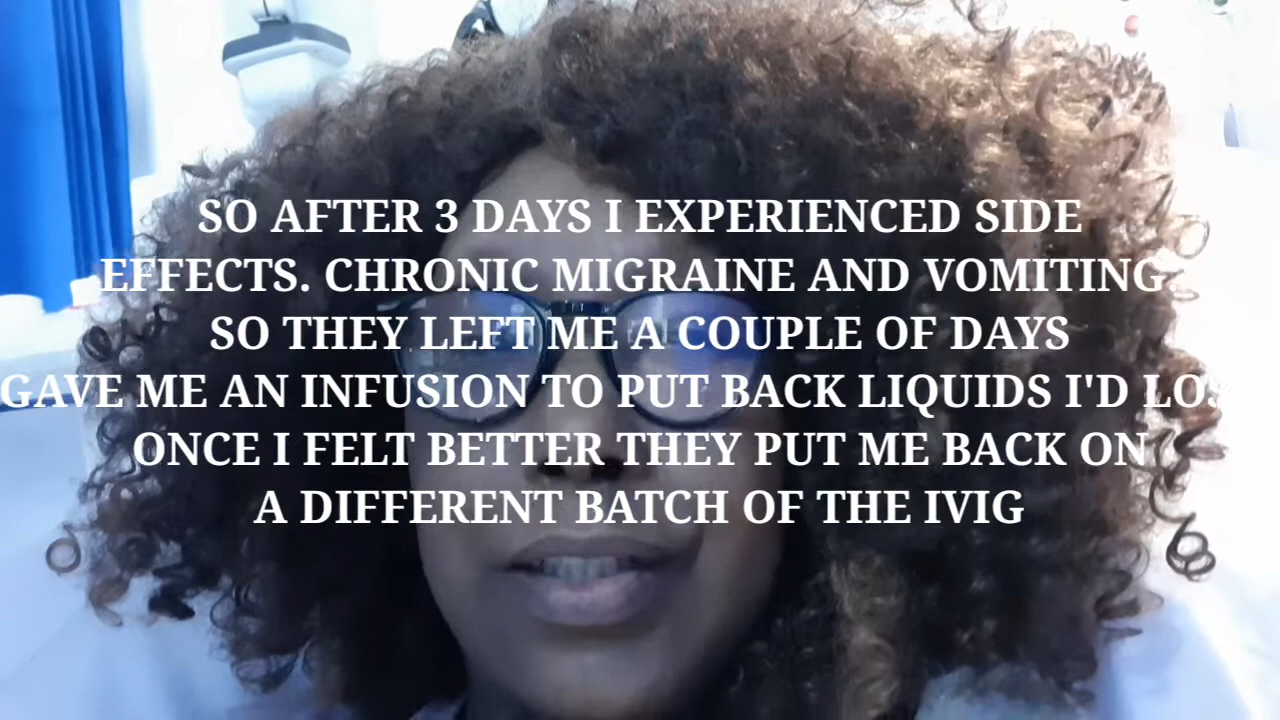 SO AFTER 3 DAYS I EXPERIENCED SIDE
EFFECTS. CHRONIC MIGRAINE AND VOMITING.
SO THEY LEFT ME A COUPLE OF DAYS
GAVE ME AN INFUSION TO PUT BACK LIQUIDS I'D
ONCE I FELT BETTER THEY PUT ME BACK ON
A DIFFERENT BATCH OF THE IVIG